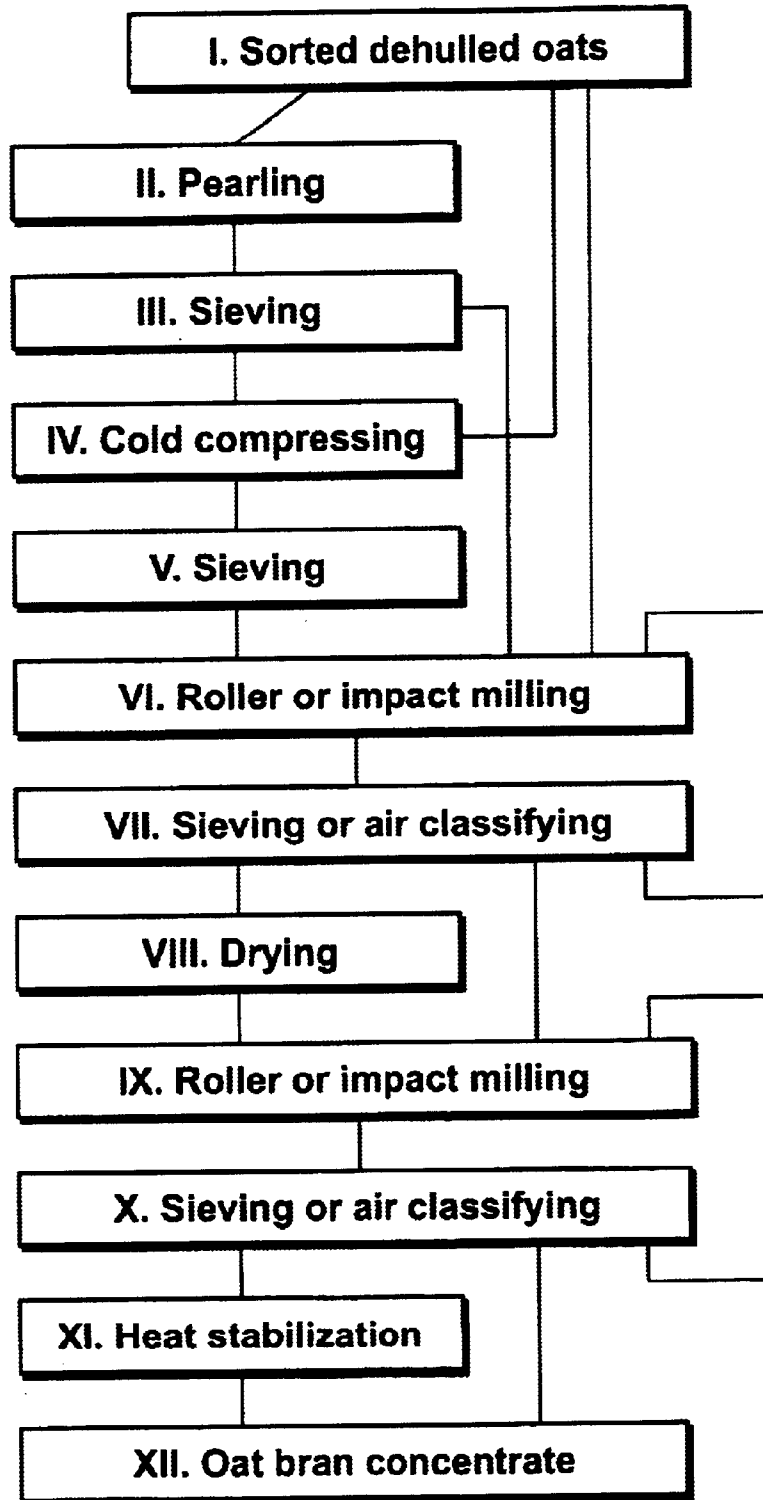 I. Sorted dehulled oats
II. Pearling
III. Sieving
IV. Cold compressing
V. Sieving
VI. Roller or impact milling
VII. Sieving or air classifying
VIII. Drying
IX. Roller or impact milling
X. Sieving or air classifying
XI. Heat stabilization
XII. Oat bran concentrate